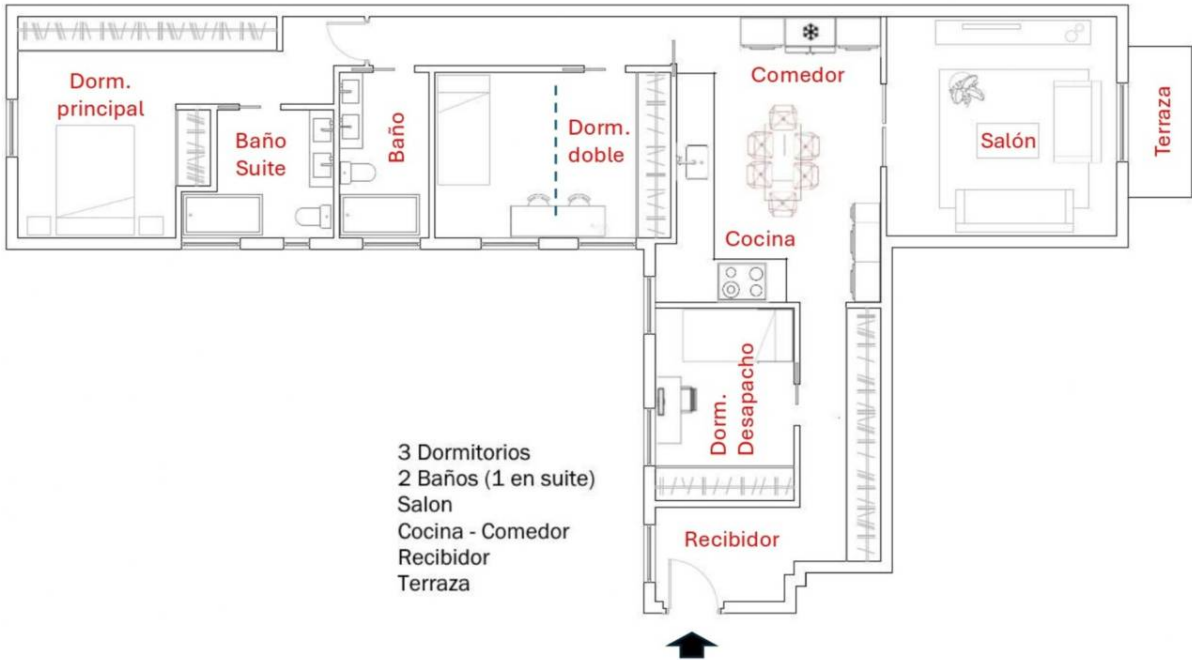 Dorm.
principal
Baño
Suite
Baño
Dorm.
doble
Comedor
Cocina
Salón
Terraza
Dorm.
Desapacho
Recibidor
3 Dormitorios
2 Baños (1 en suite)
Salon
Cocina - Comedor
Recibidor
Terraza